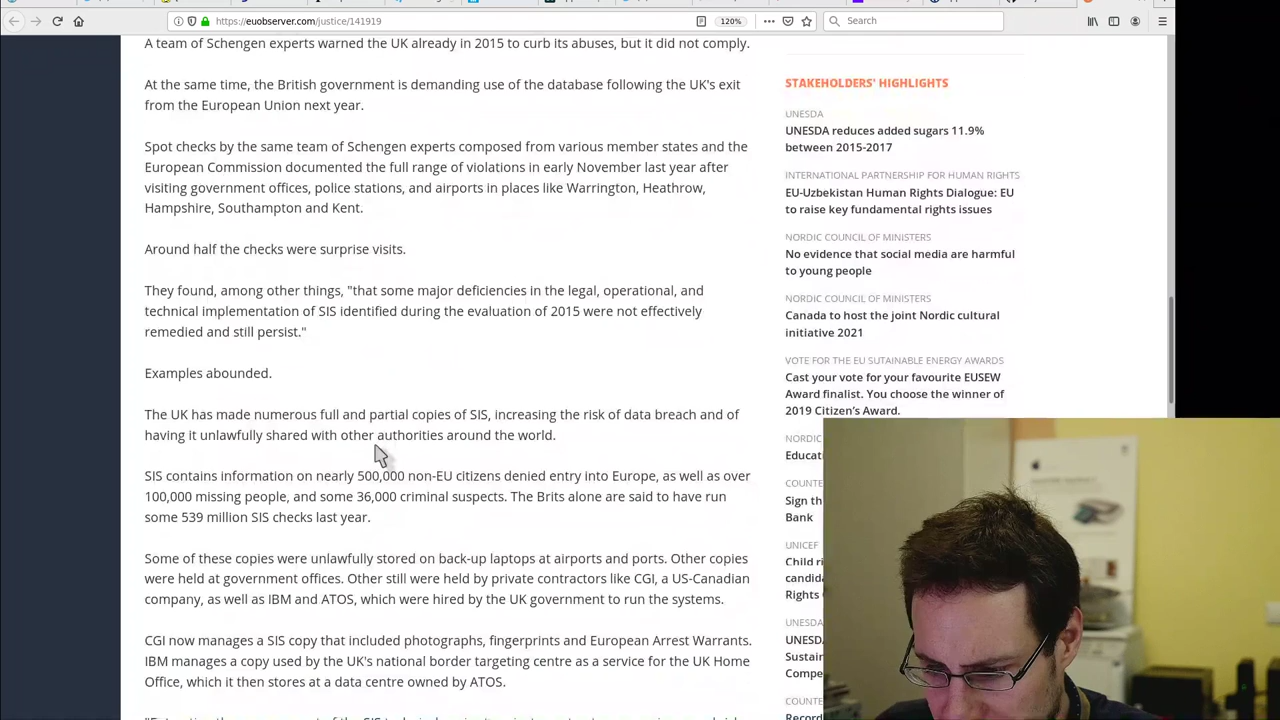 https://euobserver.com/justice/141919
120%
Search
A team of Schengen experts warned the UK already in 2015 to curb its abuses, but it did not comply.
At the same time, the British government is demanding use of the database following the UK's exit
from the European Union next year.
Spot checks by the same team of Schengen experts composed from various member states and the
European Commission documented the full range of violations in early November last year after
visiting government offices, police stations, and airports in places like Warrington, Heathrow,
Hampshire, Southampton and Kent.
Around half the checks were surprise visits.
They found, among other things, "that some major deficiencies in the legal, operational, and
technical implementation of SIS identified during the evaluation of 2015 were not effectively
remedied and still persist."
Examples abounded.
The UK has made numerous full and partial copies of SIS, increasing the risk of data breach and of
having it unlawfully shared with other authorities around the world.
SIS contains information on nearly 500,000 non-EU citizens denied entry into Europe, as well as over
100,000 missing people, and some 36,000 criminal suspects. The Brits alone are said to have run
some 539 million SIS checks last year.
Some of these copies were unlawfully stored on back-up laptops at airports and ports. Other copies
were held at government offices. Other still were held by private contractors like CGI, a US-Canadian
company, as well as IBM and ATOS, which were hired by the UK government to run the systems.
CGI now manages a SIS copy that included photographs, fingerprints and European Arrest Warrants.
IBM manages a copy used by the UK's national border targeting centre as a service for the UK Home
Office, which it then stores at a data centre owned by ATOS.
STAKEHOLDERS' HIGHLIGHTS
UNESDA
UNESDA reduces added sugars 11.9%
between 2015-2017
INTERNATIONAL PARTNERSHIP FOR HUMAN RIGHTS
EU-Uzbekistan Human Rights Dialogue: EU
to raise key fundamental rights issues
NORDIC COUNCIL OF MINISTERS
No evidence that social media are harmful
to young people
NORDIC COUNCIL OF MINISTERS
Canada to host the joint Nordic cultural
initiative 2021
VOTE FOR THE EU SUTAINABLE ENERGY AWARDS
Cast your vote for your favourite EUSEW
Award finalist. You choose the winner of
2019 Citizen's Award.
NORD
Educat
COUNTE
Sign th
Bank
UNICEF
Child ri
candid
Rights
UNESD
UNESD
Sustai
Compe
COUNTE
Record